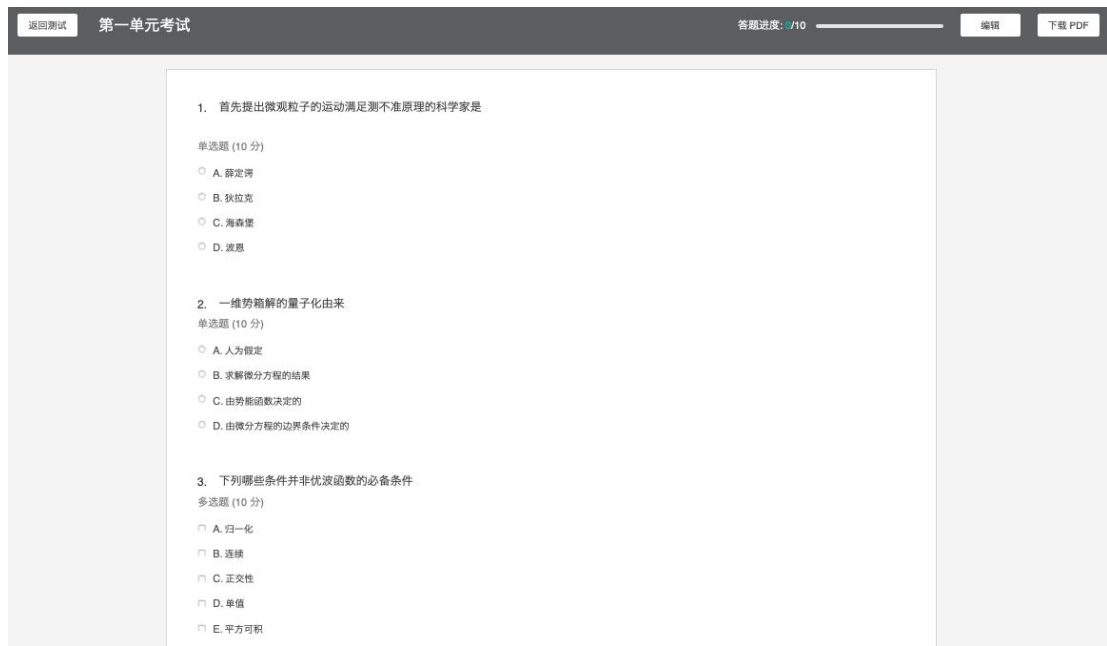 返回测试 第一单元考试 答题进度: 0/10 编辑 下载 PDF
1. 首先提出微观粒子的运动满足测不准原理的科学家是
单选题 (10 分)
A. 薛定谔
B. 狄拉克
C. 海森堡
D. 波恩
2. 一维势箱解的量子化由来
单选题 (10 分)
A. 人为假定
B. 求解微分方程的结果
C. 由势能函数决定的
D. 由微分方程的边界条件决定的
3. 下列哪些条件并非优波函数的必备条件
多选题 (10 分)
A. 归一化
B. 连续
C. 正交性
D. 单值
E. 平方可积